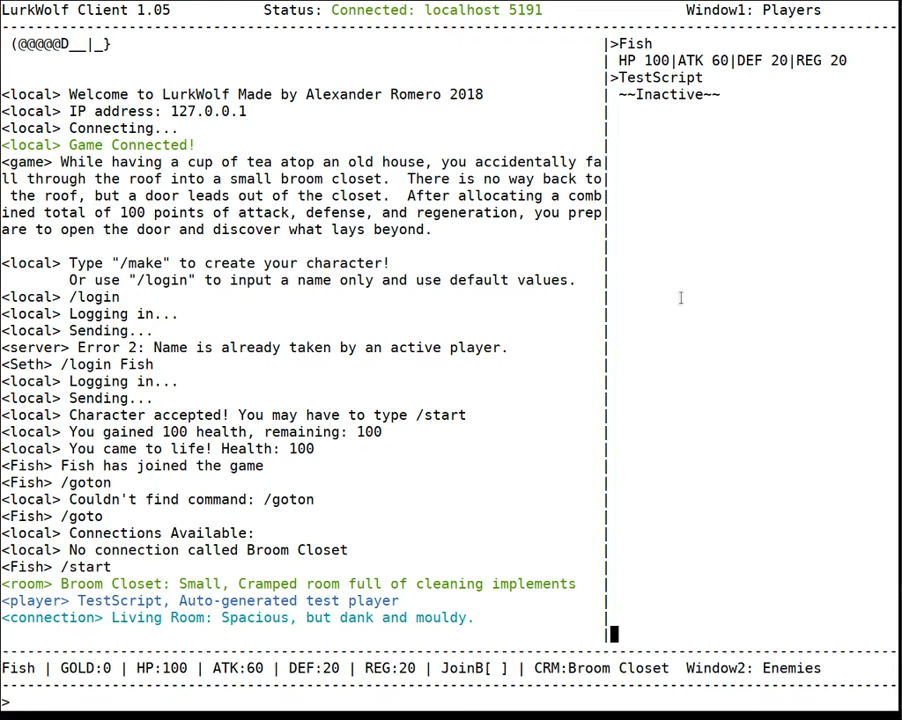 LurkWolf Client 1.05 Status: Connected: localhost 5191 Window1: Players
(@@@@@D__|_}
|>Fish
| HP 100|ATK 60|DEF 20|REG 20
|>TestScript
~~Inactive~~
<local> Welcome to LurkWolf Made by Alexander Romero 2018
<local> IP address: 127.0.0.1
<local> Connecting...
<local> Game Connected!
<game> While having a cup of tea atop an old house, you accidentally fa
ll through the roof into a small broom closet.  There is no way back to
the roof, but a door leads out of the closet.  After allocating a comb
ined total of 100 points of attack, defense, and regeneration, you prep
are to open the door and discover what lays beyond.
<local> Type "/make" to create your character!
Or use "/login" to input a name only and use default values.
<local> /login
<local> Logging in...
<local> Sending...
<server> Error 2: Name is already taken by an active player.
<Seth> /login Fish
<local> Logging in...
<local> Sending...
<local> Character accepted! You may have to type /start
<local> You gained 100 health, remaining: 100
<local> You came to life! Health: 100
<Fish> Fish has joined the game
<Fish> /goton
<local> Couldn't find command: /goton
<Fish> /goto
<local> Connections Available:
<local> No connection called Broom Closet
<Fish> /start
<room> Broom Closet: Small, Cramped room full of cleaning implements
<player> TestScript, Auto-generated test player
<connection> Living Room: Spacious, but dank and mouldy.
Fish | GOLD:0 | HP:100 | ATK:60 | DEF:20 | REG:20 | JoinB[ ] | CRM:Broom Closet Window2: Enemies
>